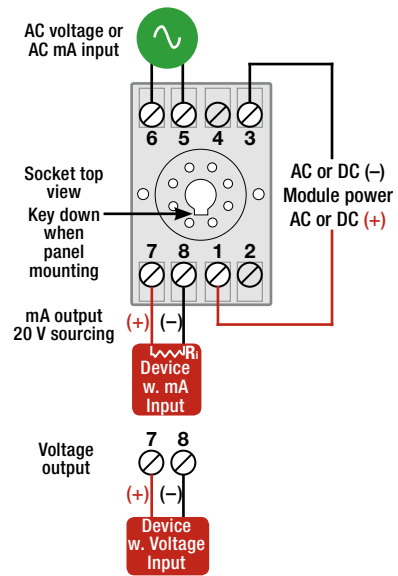 AC voltage or
AC mA input
6 5 4 3
Socket top
view
Key down
when
panel
mounting
AC or DC (–)
Module power
AC or DC (+)
7 8 1 2
mA output
20 V sourcing
(+) (–)
Ri
Device
w. mA
Input
Voltage
output
7 8
(+) (–)
Device
w. Voltage
Input